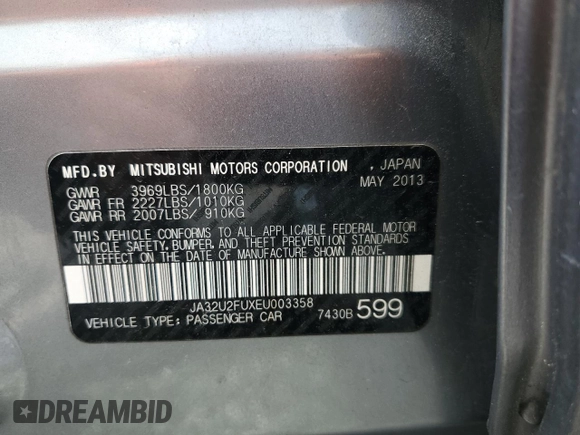 MFD.BY MITSUBISHI MOTORS CORPORATION , JAPAN
MAY 2013
GVWR 3969LBS/1800KG
GAWR FR 2227LBS/1010KG
GAWR RR 2007LBS/ 910KG
THIS VEHICLE CONFORMS TO ALL APPLICABLE FEDERAL MOTOR
VEHICLE SAFETY, BUMPER, AND THEFT PREVENTION STANDARDS
IN EFFECT ON THE DATE OF MANUFACTURE SHOWN ABOVE.
JA32U2FUXEU003358
VEHICLE TYPE: PASSENGER CAR 7430B 599
DREAMBID